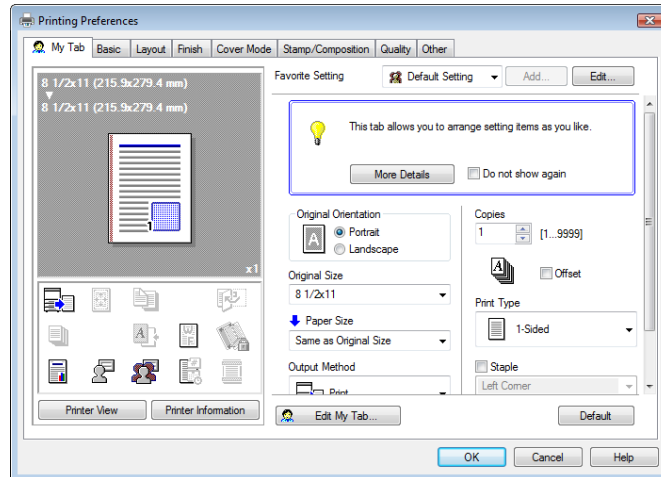 Printing Preferences
My Tab
Basic
Layout
Finish
Cover Mode
Stamp/Composition
Quality
Other
8 1/2x11 (215.9x279.4 mm)
8 1/2x11 (215.9x279.4 mm)
1
x1
Printer View
Printer Information
Favorite Setting
Default Setting
Add...
Edit...
This tab allows you to arrange setting items as you like.
More Details
Do not show again
Original Orientation
A
Portrait
Landscape
Original Size
8 1/2x11
Paper Size
Same as Original Size
Output Method
Print
Copies
1
[1...9999]
A
Offset
Print Type
1-Sided
Staple
Left Corner
Edit My Tab...
Default
OK
Cancel
Help